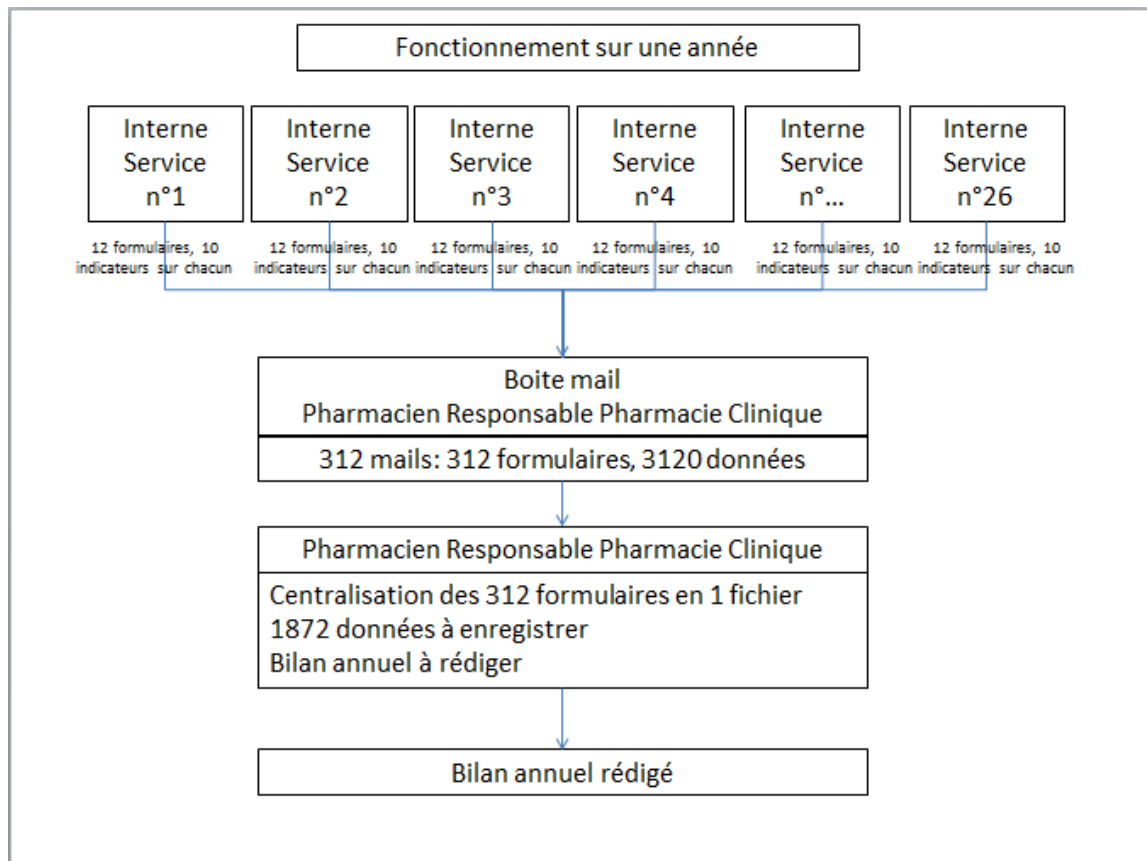 Fonctionnement sur une année
Interne
Service
n°1
Interne
Service
n°2
Interne
Service
n°3
Interne
Service
n°4
Interne
Service
n°...
Interne
Service
n°26
12 formulaires, 10
indicateurs sur chacun
12 formulaires, 10
indicateurs sur chacun
12 formulaires, 10
indicateurs sur chacun
12 formulaires, 10
indicateurs sur chacun
12 formulaires, 10
indicateurs sur chacun
12 formulaires, 10
indicateurs sur chacun
Boite mail
Pharmacien Responsable Pharmacie Clinique
312 mails: 312 formulaires, 3120 données
Pharmacien Responsable Pharmacie Clinique
Centralisation des 312 formulaires en 1 fichier
1872 données à enregistrer
Bilan annuel à rédiger
Bilan annuel rédigé